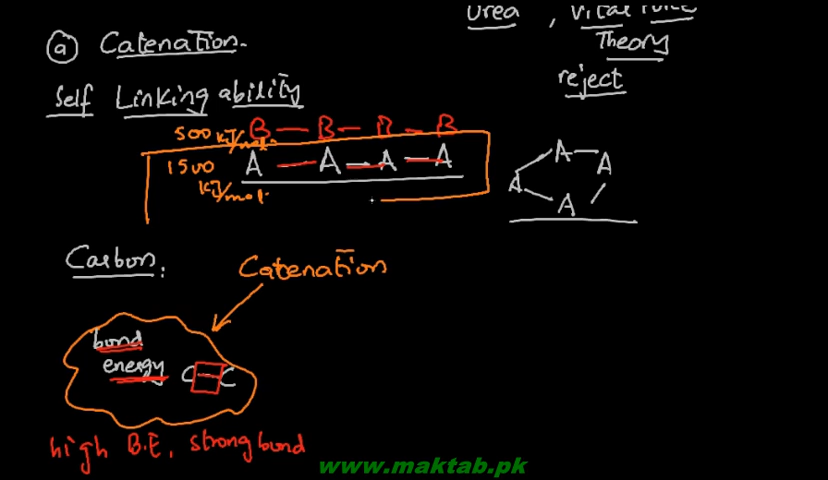 Urea , Vital Force
Theory
reject
(a) Catenation.
Self Linking ability
500 kJ/mol. B — B — B — B
1500 kJ/mol. A — A — A — A
A — A
A
A
Carbon.
Catenation
bond
energy C — C
high B.E, strong bond
www.maktab.pk